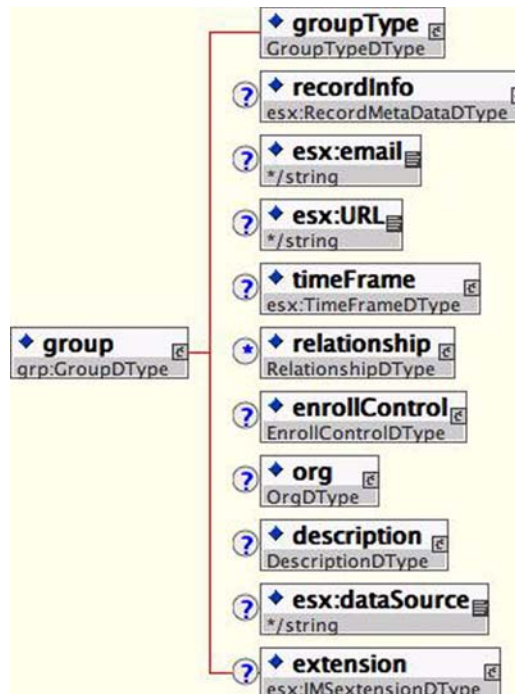 groupType
GroupTypeDType
? recordInfo
esx:RecordMetaDataDType
? esx:email
*/string
? esx:URL
*/string
? timeFrame
esx:TimeFrameDType
group
grp:GroupDType
* relationship
RelationshipDType
? enrollControl
EnrollControlDType
? org
OrgDType
? description
DescriptionDType
? esx:dataSource
*/string
? extension
esx:IMSextensionDType